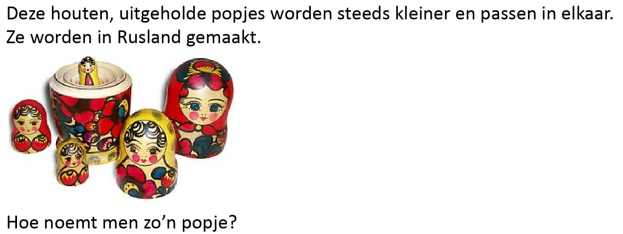 Deze houten, uitgeholde popjes worden steeds kleiner en passen in elkaar.
Ze worden in Rusland gemaakt.
Hoe noemt men zo’n popje?